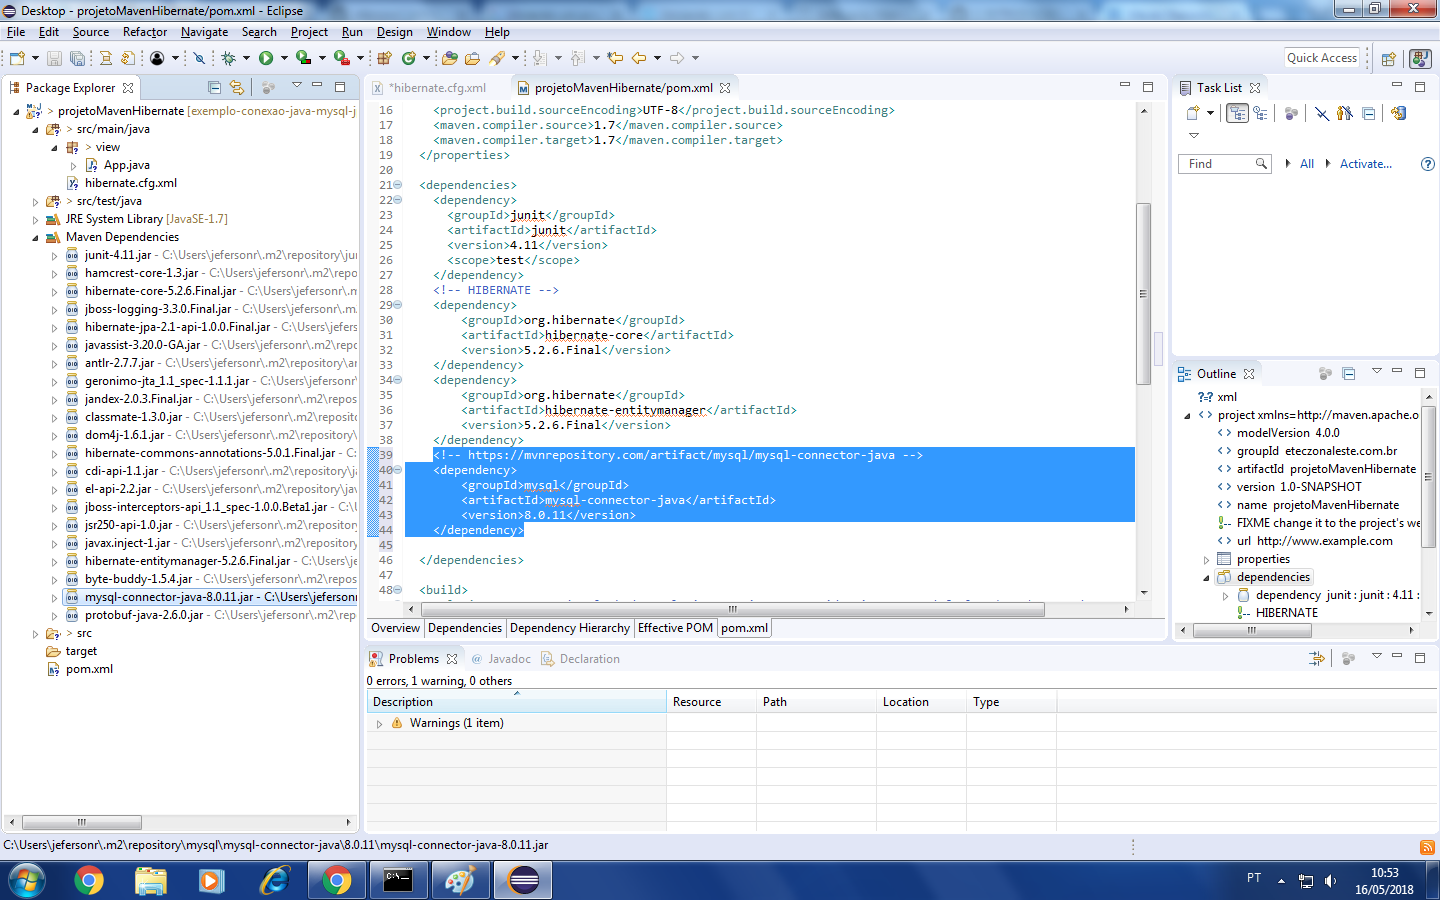 Desktop - projetoMavenHibernate/pom.xml - Eclipse
File Edit Source Refactor Navigate Search Project Run Design Window Help
Quick Access
Package Explorer
> projetoMavenHibernate [exemplo-conexao-java-mysql-j
> src/main/java
> view
App.java
hibernate.cfg.xml
> src/test/java
JRE System Library [JavaSE-1.7]
Maven Dependencies
junit-4.11.jar - C:\Users\jefersonr\.m2\repository\jun
hamcrest-core-1.3.jar - C:\Users\jefersonr\.m2\repo
hibernate-core-5.2.6.Final.jar - C:\Users\jefersonr\.m
jboss-logging-3.3.0.Final.jar - C:\Users\jefersonr\.m2
hibernate-jpa-2.1-api-1.0.0.Final.jar - C:\Users\jefers
javassist-3.20.0-GA.jar - C:\Users\jefersonr\.m2\repo
antlr-2.7.7.jar - C:\Users\jefersonr\.m2\repository\an
geronimo-jta_1.1_spec-1.1.1.jar - C:\Users\jefersonr\
jandex-2.0.3.Final.jar - C:\Users\jefersonr\.m2\repos
classmate-1.3.0.jar - C:\Users\jefersonr\.m2\reposito
dom4j-1.6.1.jar - C:\Users\jefersonr\.m2\repository\
hibernate-commons-annotations-5.0.1.Final.jar - C:\
cdi-api-1.1.jar - C:\Users\jefersonr\.m2\repository\ja
el-api-2.2.jar - C:\Users\jefersonr\.m2\repository\jav
jboss-interceptors-api_1.1_spec-1.0.0.Beta1.jar - C:\
jsr250-api-1.0.jar - C:\Users\jefersonr\.m2\repositor
javax.inject-1.jar - C:\Users\jefersonr\.m2\repository
hibernate-entitymanager-5.2.6.Final.jar - C:\Users\je
byte-buddy-1.5.4.jar - C:\Users\jefersonr\.m2\repos
mysql-connector-java-8.0.11.jar - C:\Users\jefersonr
protobuf-java-2.6.0.jar - C:\Users\jefersonr\.m2\rep
> src
target
pom.xml
*hibernate.cfg.xml
projetoMavenHibernate/pom.xml
16 <project.build.sourceEncoding>UTF-8</project.build.sourceEncoding>
17 <maven.compiler.source>1.7</maven.compiler.source>
18 <maven.compiler.target>1.7</maven.compiler.target>
19 </properties>
20
21 <dependencies>
22 <dependency>
23 <groupId>junit</groupId>
24 <artifactId>junit</artifactId>
25 <version>4.11</version>
26 <scope>test</scope>
27 </dependency>
28 <!-- HIBERNATE -->
29 <dependency>
30 <groupId>org.hibernate</groupId>
31 <artifactId>hibernate-core</artifactId>
32 <version>5.2.6.Final</version>
33 </dependency>
34 <dependency>
35 <groupId>org.hibernate</groupId>
36 <artifactId>hibernate-entitymanager</artifactId>
37 <version>5.2.6.Final</version>
38 </dependency>
39 <!-- https://mvnrepository.com/artifact/mysql/mysql-connector-java -->
40 <dependency>
41 <groupId>mysql</groupId>
42 <artifactId>mysql-connector-java</artifactId>
43 <version>8.0.11</version>
44 </dependency>
45
46 </dependencies>
47
48 <build>
Overview Dependencies Dependency Hierarchy Effective POM pom.xml
Problems @ Javadoc Declaration
0 errors, 1 warning, 0 others
Description Resource Path Location Type
Warnings (1 item)
Task List
Find All Activate...
Outline
?-? xml
project xmlns=http://maven.apache.o
modelVersion 4.0.0
groupId eteczonaleste.com.br
artifactId projetoMavenHibernate
version 1.0-SNAPSHOT
name projetoMavenHibernate
FIXME change it to the project's we
url http://www.example.com
properties
dependencies
dependency junit : junit : 4.11 :
HIBERNATE
C:\Users\jefersonr\.m2\repository\mysql\mysql-connector-java\8.0.11\mysql-connector-java-8.0.11.jar
PT
10:53
16/05/2018